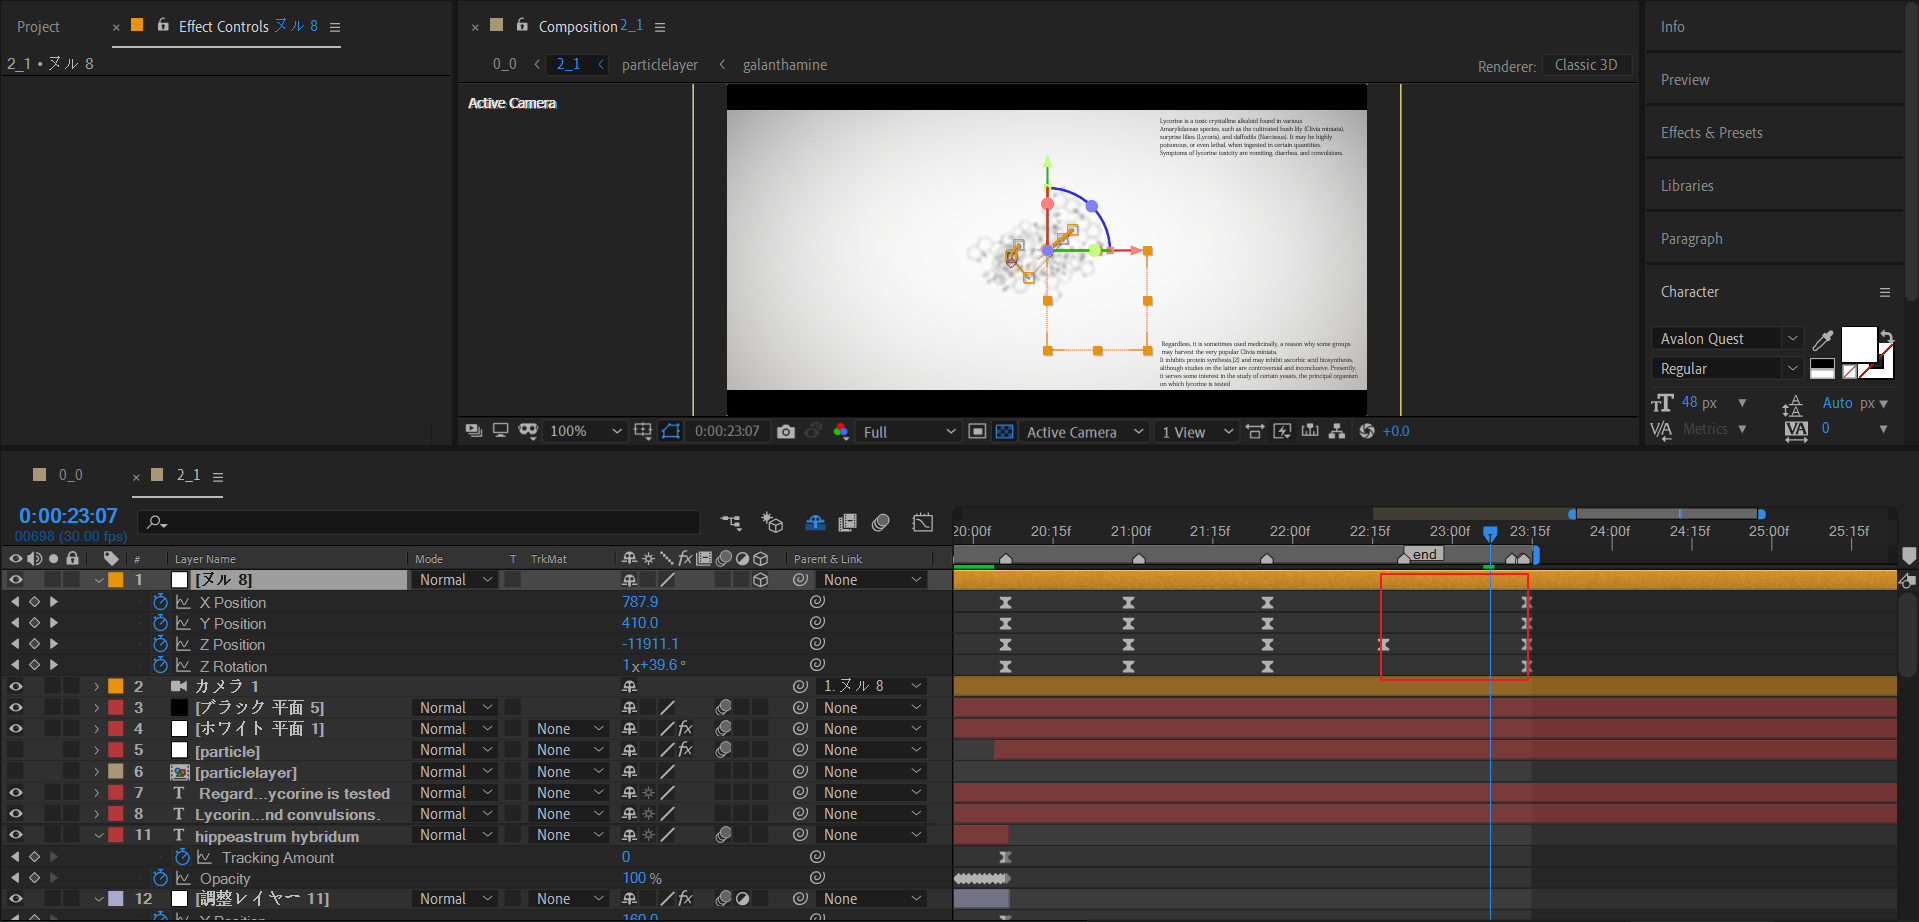 Project
Effect Controls ヌル 8
2_1 • ヌル 8
Composition 2_1
0_0
2_1
particlelayer
galanthamine
Renderer:
Classic 3D
Active Camera
Lycorine is a toxic crystalline alkaloid found in various
Amaryllidaceae species, such as the cultivated bush lily (Clivia miniata),
surprise lilies (Lycoris), and daffodils (Narcissus). It may be highly
poisonous, or even lethal, when ingested in certain quantities.
Symptoms of lycorine toxicity are vomiting, diarrhea, and convulsions.
Regardless, it is sometimes used medicinally, a reason why some groups
may harvest the very popular Clivia miniata.
It inhibits protein synthesis,[2] and may inhibit ascorbic acid biosynthesis,
although studies on the latter are controversial and inconclusive. Presently,
it serves some interest in the study of certain yeasts, the principal organism
on which lycorine is tested
100%
0:00:23:07
Full
Active Camera
1 View
+0.0
Info
Preview
Effects & Presets
Libraries
Paragraph
Character
Avalon Quest
Regular
48 px
Auto px
Metrics
0
0_0
2_1
0:00:23:07
00698 (30.00 fps)
20:00f 20:15f 21:00f 21:15f 22:00f 22:15f 23:00f 23:15f 24:00f 24:15f 25:00f 25:15f
end
# Layer Name Mode T TrkMat fx Parent & Link
1 [ヌル 8] Normal None
X Position 787.9
Y Position 410.0
Z Position -11911.1
Z Rotation 1x+39.6°
2 カメラ 1 1. ヌル 8
3 [ブラック 平面 5] Normal None
4 [ホワイト 平面 1] Normal None fx None
5 [particle] Normal None fx None
6 [particlelayer] Normal None None
7 T Regard...ycorine is tested Normal None None
8 T Lycorin...nd convulsions. Normal None None
11 T hippeastrum hybridum Normal None None
Tracking Amount 0
Opacity 100 %
12 [調整レイヤー 11] Normal None fx None
X Position 160.0